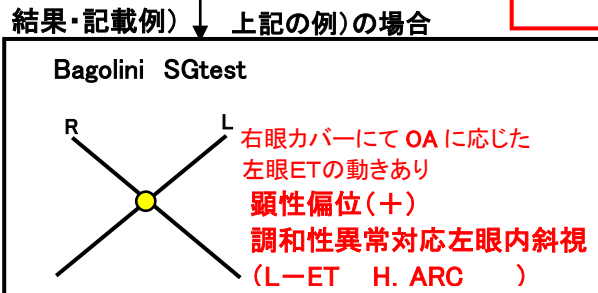 結果・記載例) 上記の例)の場合
Bagolini SGtest
R L
右眼カバーにて OA に応じた
左眼ETの動きあり
顕性偏位(+)
調和性異常対応左眼内斜視
(L-ET H. ARC )